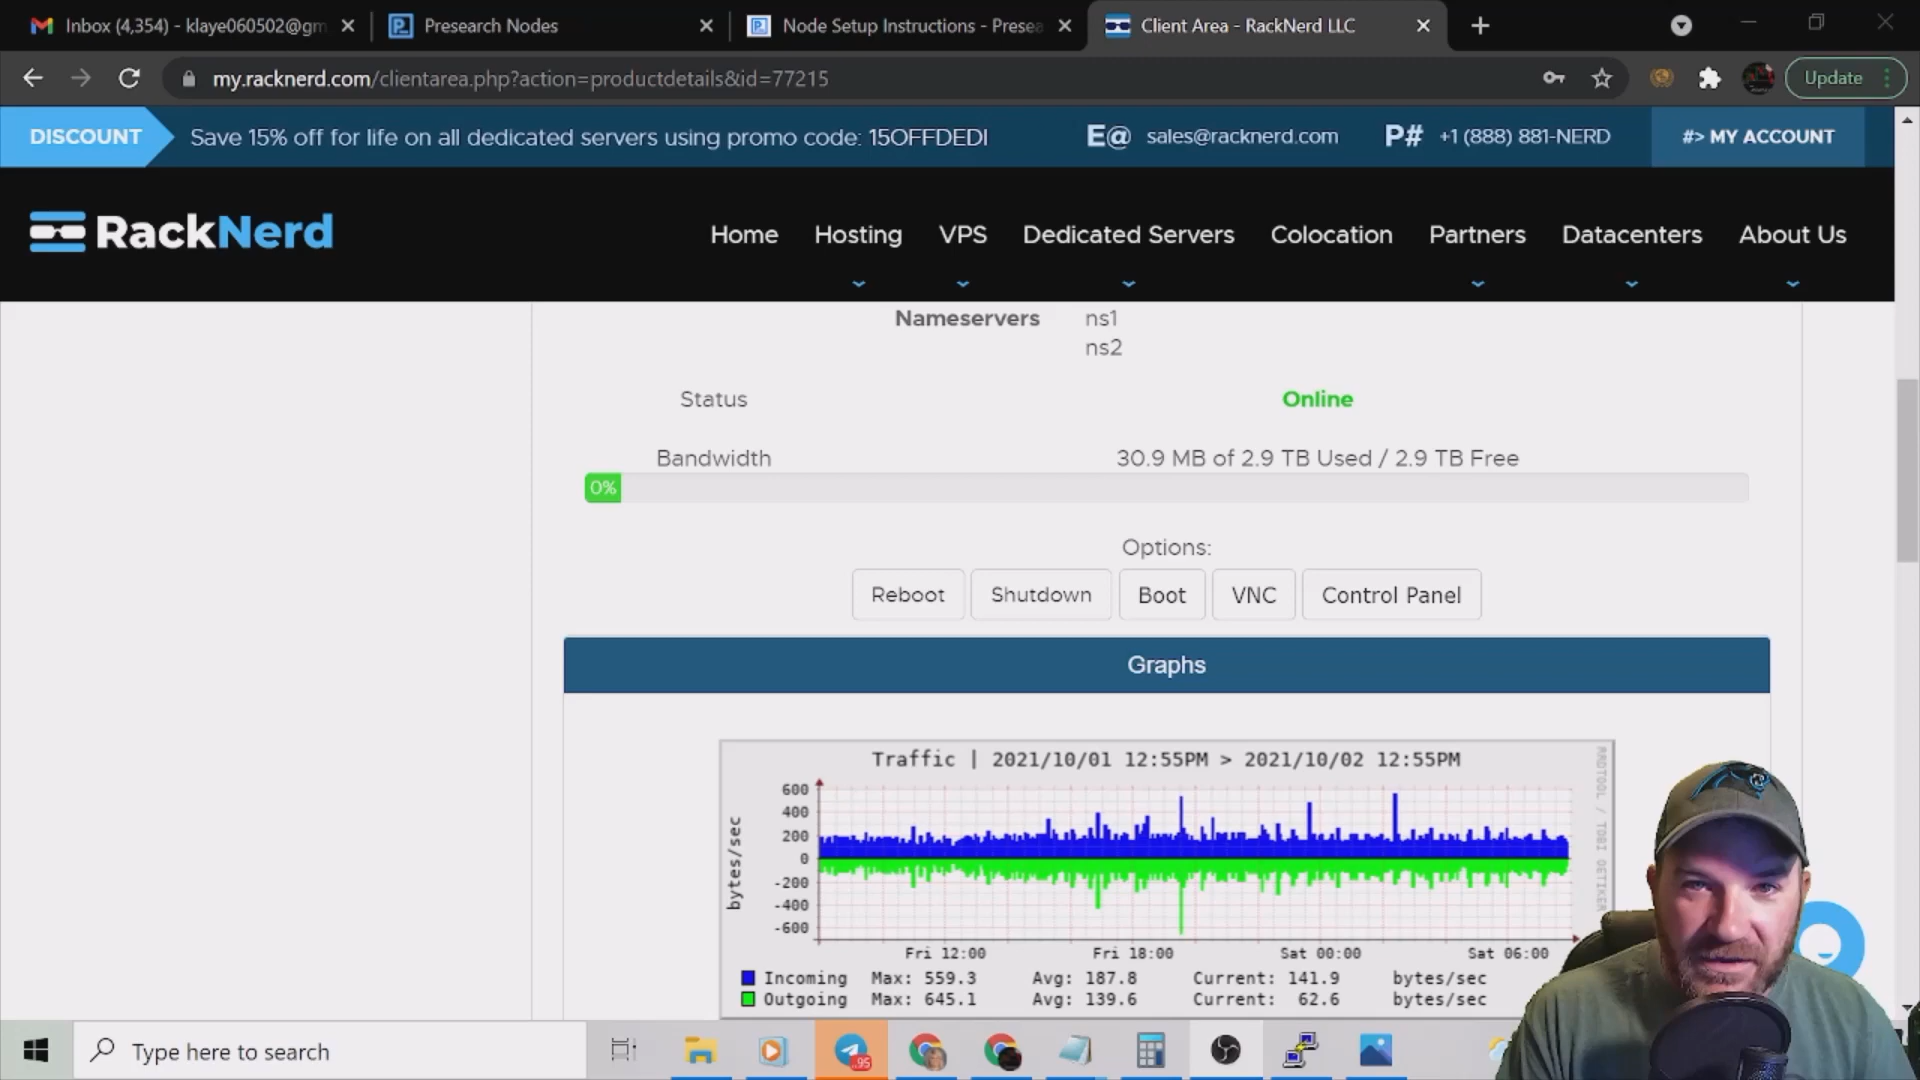 Inbox (4,354) - klaye060502@gm
Presearch Nodes
Node Setup Instructions - Presea
Client Area - RackNerd LLC
my.racknerd.com/clientarea.php?action=productdetails&id=77215
Update
DISCOUNT
Save 15% off for life on all dedicated servers using promo code: 15OFFDEDI
E@ sales@racknerd.com
P# +1 (888) 881-NERD
#> MY ACCOUNT
RackNerd
Home
Hosting
VPS
Dedicated Servers
Colocation
Partners
Datacenters
About Us
Nameservers
ns1
ns2
Status
Online
Bandwidth
30.9 MB of 2.9 TB Used / 2.9 TB Free
0%
Options:
Reboot
Shutdown
Boot
VNC
Control Panel
Graphs
Traffic | 2021/10/01 12:55PM > 2021/10/02 12:55PM
RRDTOOL / TOBI OETIKER
bytes/sec
600
400
200
0
-200
-400
-600
Fri 12:00
Fri 18:00
Sat 00:00
Sat 06:00
Incoming Max: 559.3 Avg: 187.8 Current: 141.9 bytes/sec
Outgoing Max: 645.1 Avg: 139.6 Current: 62.6 bytes/sec
Type here to search
95